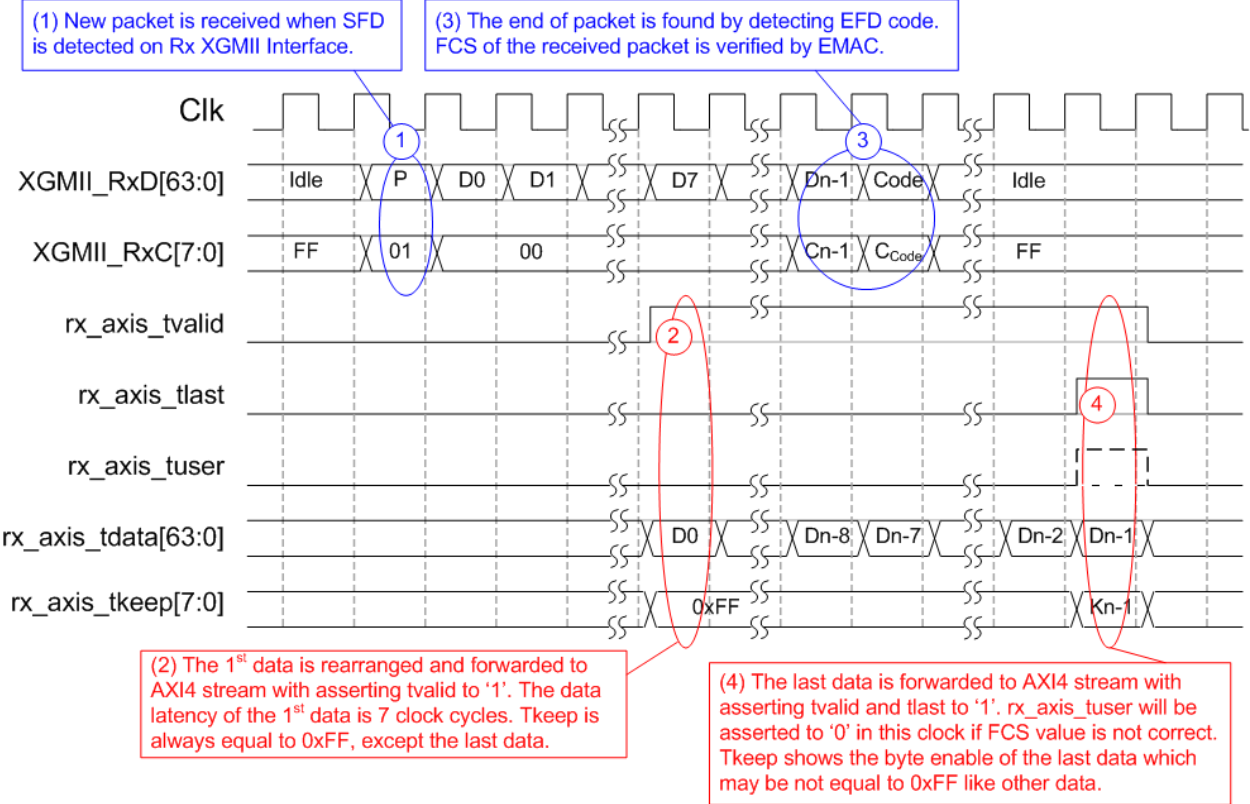 (1) New packet is received when SFD
is detected on Rx XGMII Interface.
(3) The end of packet is found by detecting EFD code.
FCS of the received packet is verified by EMAC.
Clk
1
3
XGMII_RxD[63:0]
Idle
P
D0
D1
D7
Dn-1
Code
Idle
XGMII_RxC[7:0]
FF
01
00
Cn-1
CCode
FF
rx_axis_tvalid
2
rx_axis_tlast
4
rx_axis_tuser
rx_axis_tdata[63:0]
D0
Dn-8
Dn-7
Dn-2
Dn-1
rx_axis_tkeep[7:0]
0xFF
Kn-1
(2) The 1st data is rearranged and forwarded to
AXI4 stream with asserting tvalid to ‘1’. The data
latency of the 1st data is 7 clock cycles. Tkeep is
always equal to 0xFF, except the last data.
(4) The last data is forwarded to AXI4 stream with
asserting tvalid and tlast to ‘1’. rx_axis_tuser will be
asserted to ‘0’ in this clock if FCS value is not correct.
Tkeep shows the byte enable of the last data which
may be not equal to 0xFF like other data.